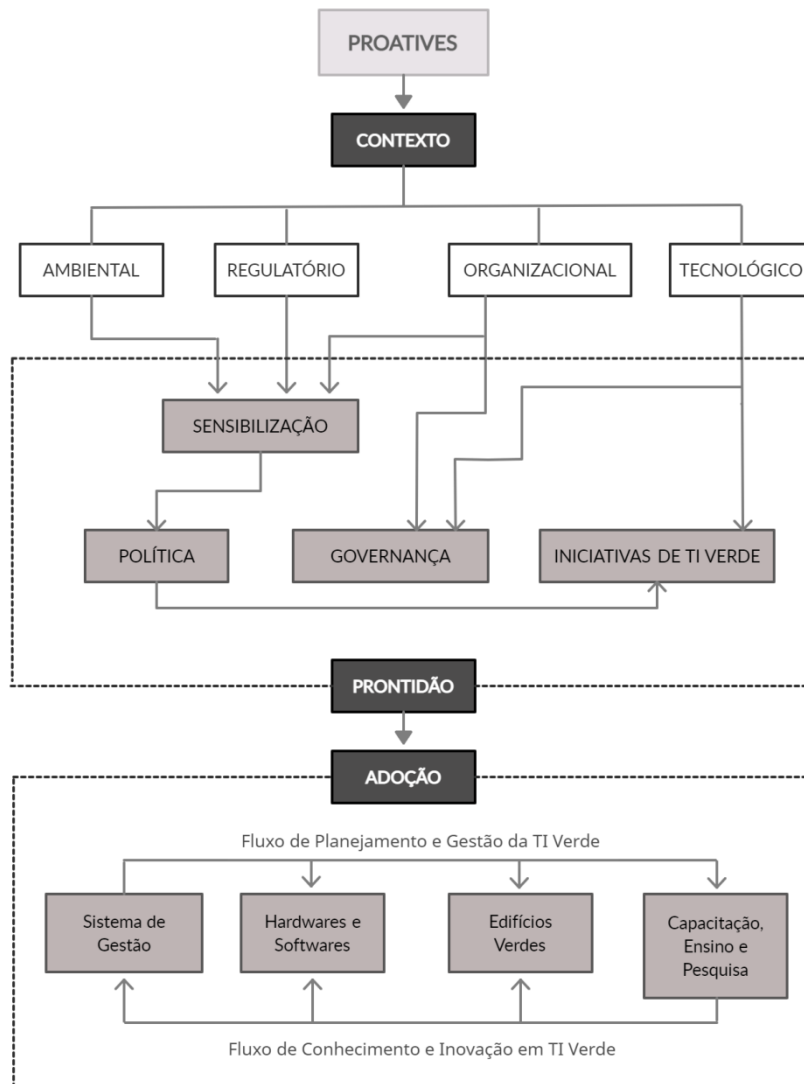 PROATIVES
CONTEXTO
AMBIENTAL
REGULATÓRIO
ORGANIZACIONAL
TECNOLÓGICO
SENSIBILIZAÇÃO
POLÍTICA
GOVERNANÇA
INICIATIVAS DE TI VERDE
PRONTIDÃO
ADOÇÃO
Fluxo de Planejamento e Gestão da TI Verde
Sistema de
Gestão
Hardwares e
Softwares
Edifícios
Verdes
Capacitação,
Ensino e
Pesquisa
Fluxo de Conhecimento e Inovação em TI Verde